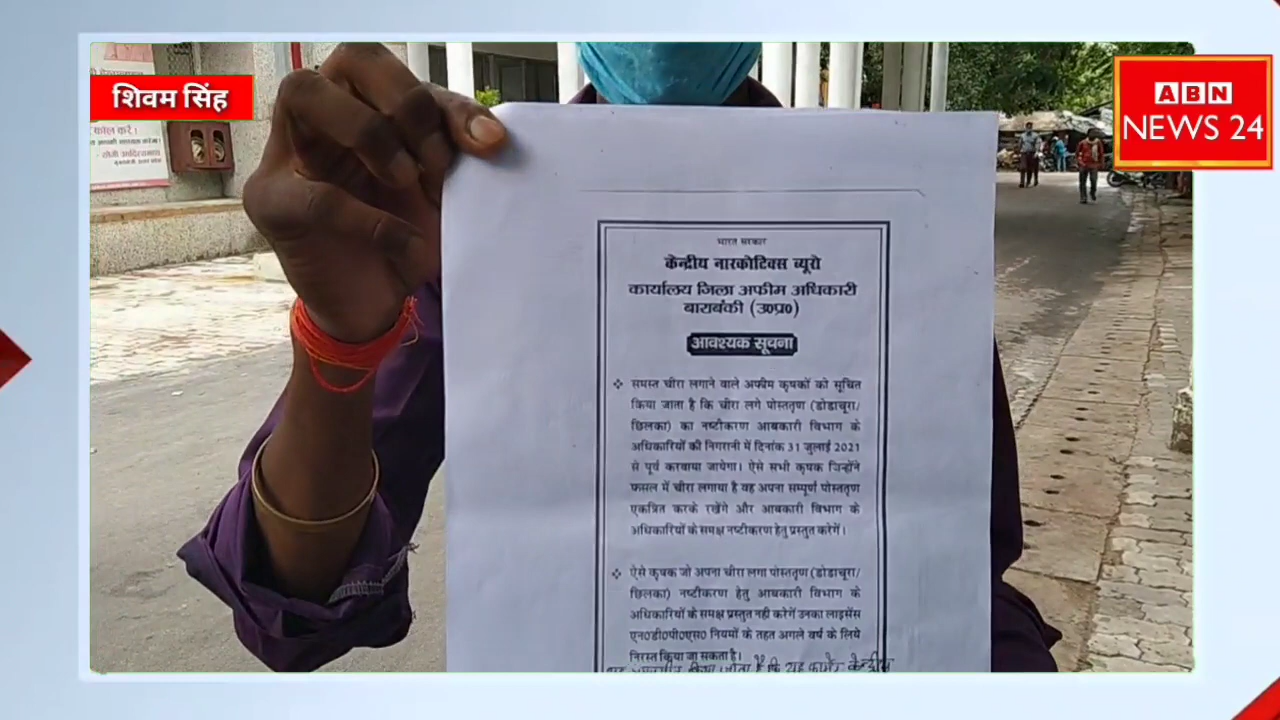 शिवम सिंह
ABN
NEWS 24
कॉल करें।
भारत सरकार
केन्द्रीय नारकोटिक्स ब्यूरो
कार्यालय जिला अफीम अधिकारी
बाराबंकी (उ०प्र०)
आवश्यक सूचना
❖ समस्त चीरा लगाने वाले अफीम कृषकों को सूचित
किया जाता है कि चीरा लगे पोस्ततृण (डोडाचूरा/
छिलका) का नष्टीकरण आबकारी विभाग के
अधिकारियों की निगरानी में दिनांक 31 जुलाई 2021
से पूर्व करवाया जायेगा। ऐसे सभी कृषक जिन्होंने
फसल में चीरा लगाया है वह अपना सम्पूर्ण पोस्ततृण
एकत्रित करके रखेंगे और आबकारी विभाग के
अधिकारियों के समक्ष नष्टीकरण हेतु प्रस्तुत करेगें।
❖ ऐसे कृषक जो अपना चीरा लगा पोस्ततृण (डोडाचूरा/
छिलका) नष्टीकरण हेतु आबकारी विभाग के
अधिकारियों के समक्ष प्रस्तुत नही करेगें उनका लाइसेंस
एन०डी०पी०एस० नियमों के तहत अगले वर्ष के लिये
निरस्त किया जा सकता है।
जाता है कि यह फार्मर केन्द्रीय